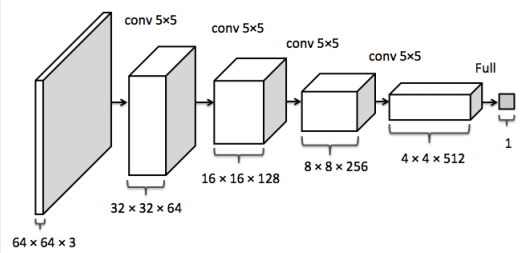 conv 5×5
conv 5×5
conv 5×5
conv 5×5
Full
64 × 64 × 3
32 × 32 × 64
16 × 16 × 128
8 × 8 × 256
4 × 4 × 512
1